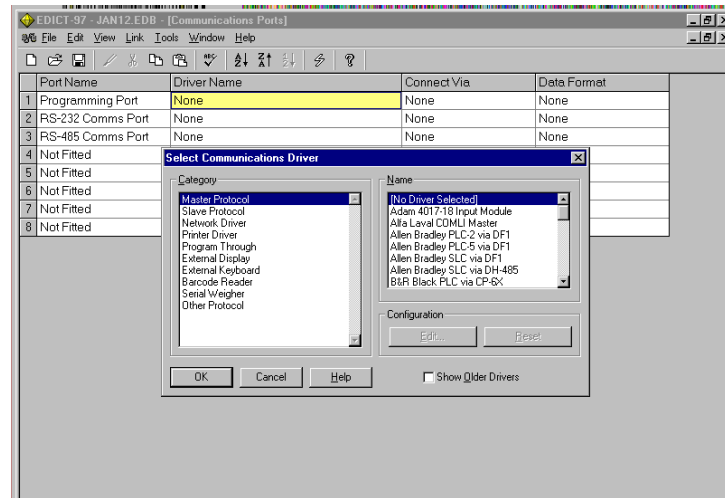 EDICT-97 - JAN12.EDB - [Communications Ports]
File Edit View Link Tools Window Help
Port Name Driver Name Connect Via Data Format
1 Programming Port None None None
2 RS-232 Comms Port None None None
3 RS-485 Comms Port None None None
4 Not Fitted
5 Not Fitted
6 Not Fitted
7 Not Fitted
8 Not Fitted
Select Communications Driver
Category
Master Protocol
Slave Protocol
Network Driver
Printer Driver
Program Through
External Display
External Keyboard
Barcode Reader
Serial Weigher
Other Protocol
Name
[No Driver Selected]
Adam 4017-18 Input Module
Alfa Laval COMLI Master
Allen Bradley PLC-2 via DF1
Allen Bradley PLC-5 via DF1
Allen Bradley SLC via DF1
Allen Bradley SLC via DH-485
B&R Black PLC via CP-6X
Configuration
Edit... Reset
OK Cancel Help Show Older Drivers